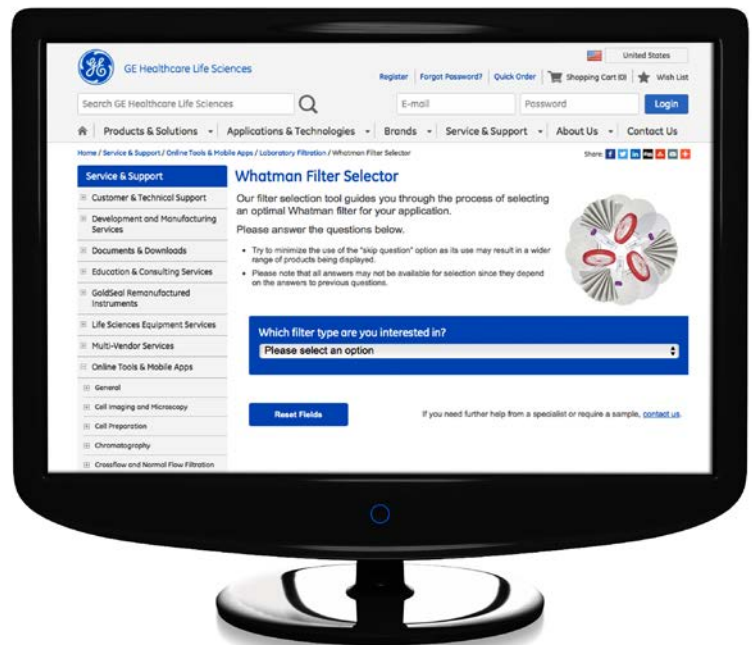 GE Healthcare Life Sciences
United States
Register
Forgot Password?
Quick Order
Shopping Cart (0)
Wish List
Search GE Healthcare Life Sciences
E-mail
Password
Login
Products & Solutions
Applications & Technologies
Brands
Service & Support
About Us
Contact Us
Home / Service & Support / Online Tools & Mobile Apps / Laboratory Filtration / Whatman Filter Selector
Share:
Service & Support
Customer & Technical Support
Development and Manufacturing
Services
Documents & Downloads
Education & Consulting Services
GoldSeal Remanufactured
Instruments
Life Sciences Equipment Services
Multi-Vendor Services
Online Tools & Mobile Apps
General
Cell Imaging and Microscopy
Cell Preparation
Chromatography
Crossflow and Normal Flow Filtration
Whatman Filter Selector
Our filter selection tool guides you through the process of selecting
an optimal Whatman filter for your application.
Please answer the questions below.
• Try to minimize the use of the "skip question" option as its use may result in a wider
range of products being displayed.
• Please note that all answers may not be available for selection since they depend
on the answers to previous questions.
Which filter type are you interested in?
Please select an option
Reset Fields
If you need further help from a specialist or require a sample, contact us.